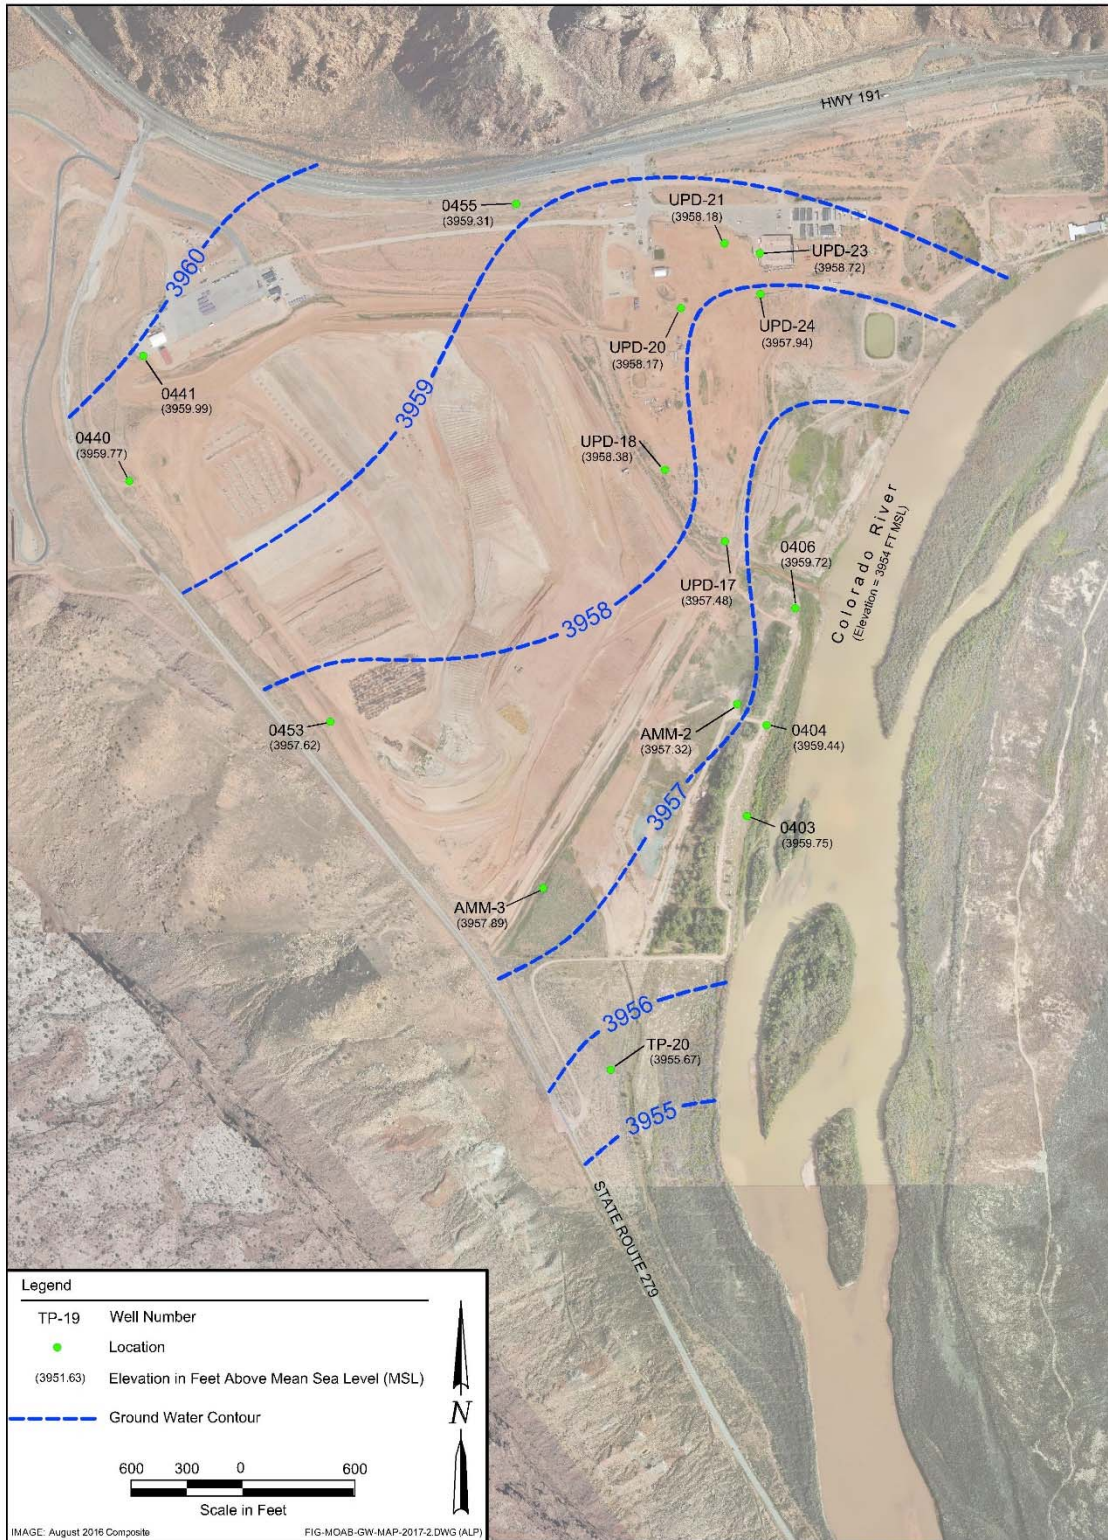 HWY 191
0455
(3959.31)
UPD-21
(3958.18)
UPD-23
(3958.72)
3960
UPD-24
(3957.94)
UPD-20
(3958.17)
0441
(3959.99)
3959
0440
(3959.77)
UPD-18
(3958.38)
Colorado River
(Elevation = 3954 FT MSL)
0406
(3959.72)
UPD-17
(3957.48)
3958
0453
(3957.62)
AMM-2
(3957.32)
0404
(3959.44)
3957
0403
(3959.75)
AMM-3
(3957.89)
3956
TP-20
(3955.67)
3955
STATE ROUTE 279
Legend
TP-19 Well Number
Location
(3951.63) Elevation in Feet Above Mean Sea Level (MSL)
Ground Water Contour
N
600 300 0 600
Scale in Feet
IMAGE: August 2016 Composite
FIG-MOAB-GW-MAP-2017-2.DWG (ALP)